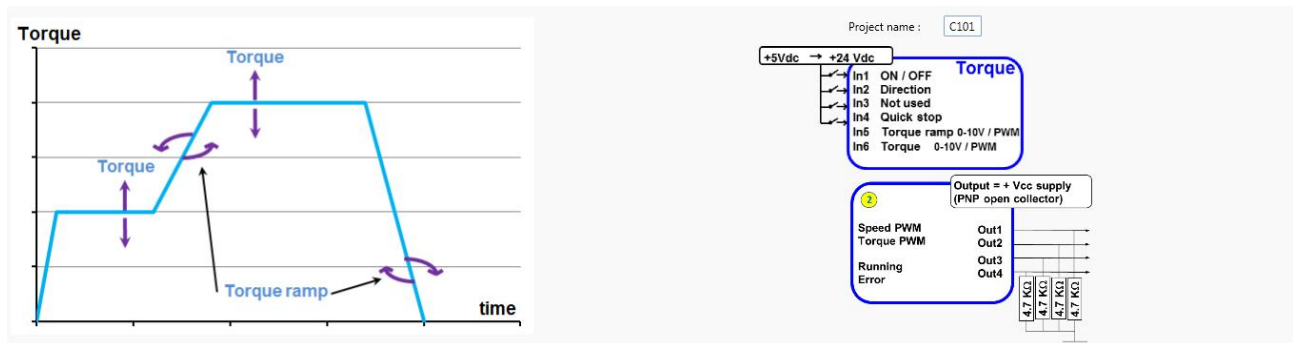 Torque
Torque
Torque
Torque ramp
time
Project name : C101
+5Vdc → +24 Vdc
Torque
In1 ON / OFF
In2 Direction
In3 Not used
In4 Quick stop
In5 Torque ramp 0-10V / PWM
In6 Torque 0-10V / PWM
Output = + Vcc supply
(PNP open collector)
2
Speed PWM Out1
Torque PWM Out2
Running Out3
Error Out4
4.7 KΩ
4.7 KΩ
4.7 KΩ
4.7 KΩ